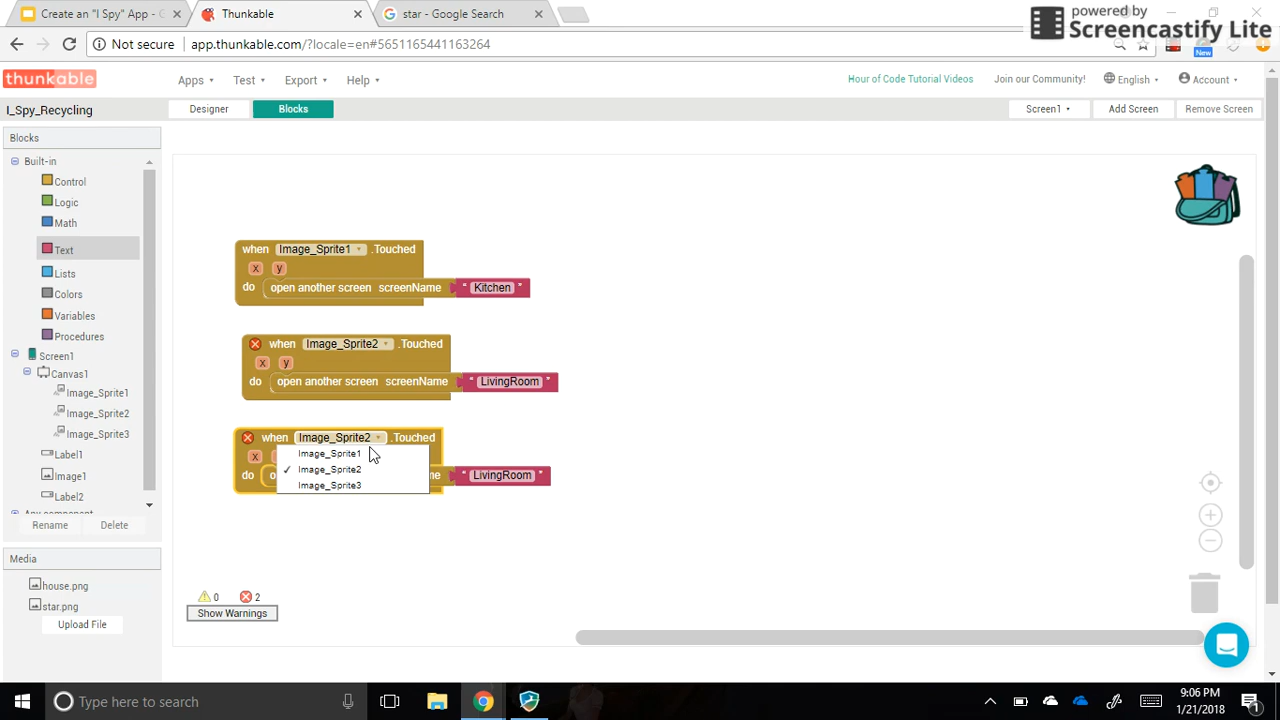 Create an "I Spy" App - G
Thunkable
star - Google Search
powered by
Screencastify Lite
Not secure
app.thunkable.com/?locale=en#5651165441163264
New
thunkable
Apps
Test
Export
Help
Hour of Code Tutorial Videos
Join our Community!
English
Account
I_Spy_Recycling
Designer
Blocks
Screen1
Add Screen
Remove Screen
Blocks
Built-in
Control
Logic
Math
Text
Lists
Colors
Variables
Procedures
Screen1
Canvas1
Image_Sprite1
Image_Sprite2
Image_Sprite3
Label1
Image1
Label2
Any component
Rename
Delete
Media
house.png
star.png
Upload File
when Image_Sprite1 .Touched
x y
do open another screen screenName " Kitchen "
when Image_Sprite2 .Touched
x y
do open another screen screenName " LivingRoom "
when Image_Sprite2 .Touched
x
Image_Sprite1
Image_Sprite2
Image_Sprite3
do o me " LivingRoom "
0 2
Show Warnings
Type here to search
9:06 PM
1/21/2018
1